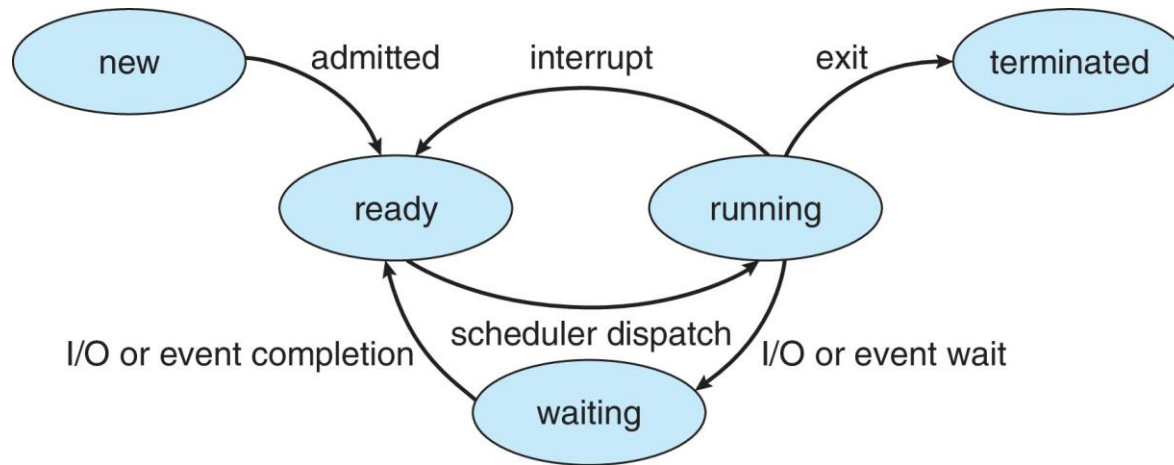 new
admitted
interrupt
exit
terminated
ready
running
scheduler dispatch
I/O or event completion
I/O or event wait
waiting